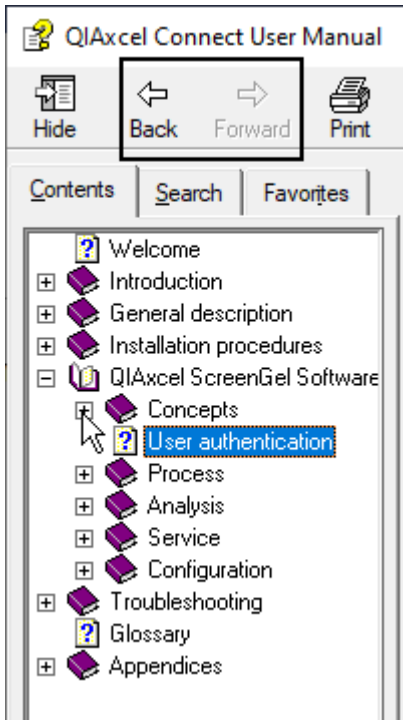 QIAxcel Connect User Manual
Hide Back Forward Print
Contents Search Favorites
Welcome
Introduction
General description
Installation procedures
QIAxcel ScreenGel Software
Concepts
User authentication
Process
Analysis
Service
Configuration
Troubleshooting
Glossary
Appendices